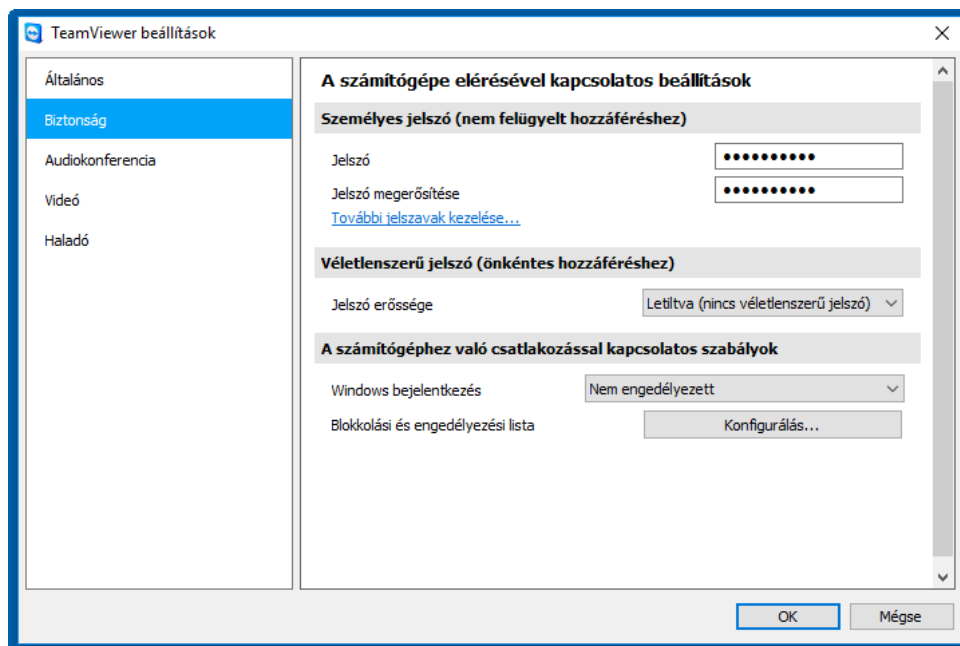 TeamViewer beállítások
Általános
Biztonság
Audiokonferencia
Videó
Haladó
A számítógépe elérésével kapcsolatos beállítások
Személyes jelszó (nem felügyelt hozzáféréshez)
Jelszó ●●●●●●●●●●
Jelszó megerősítése ●●●●●●●●●●
További jelszavak kezelése...
Véletlenszerű jelszó (önkéntes hozzáféréshez)
Jelszó erőssége Letiltva (nincs véletlenszerű jelszó)
A számítógéphez való csatlakozással kapcsolatos szabályok
Windows bejelentkezés Nem engedélyezett
Blokkolási és engedélyezési lista Konfigurálás...
OK Mégse